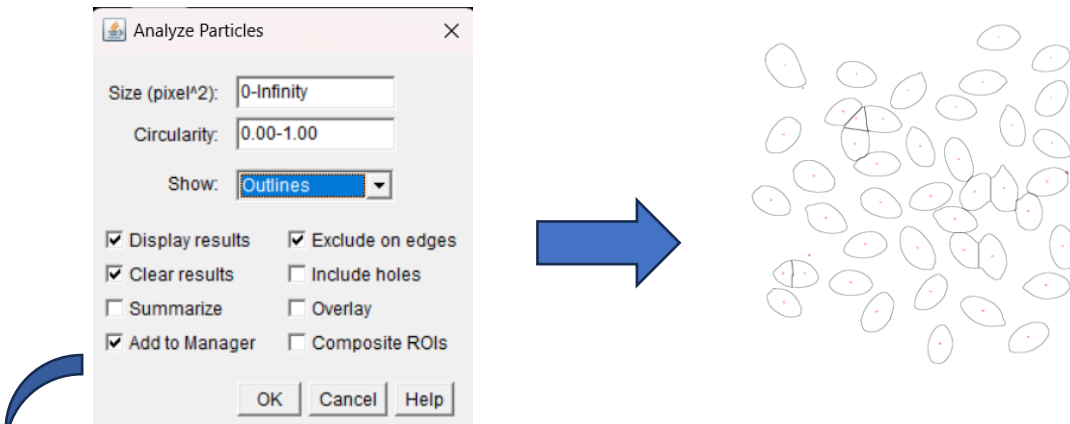 Analyze Particles
Size (pixel^2): 0-Infinity
Circularity: 0.00-1.00
Show: Outlines
Display results Exclude on edges
Clear results Include holes
Summarize Overlay
Add to Manager Composite ROIs
OK Cancel Help